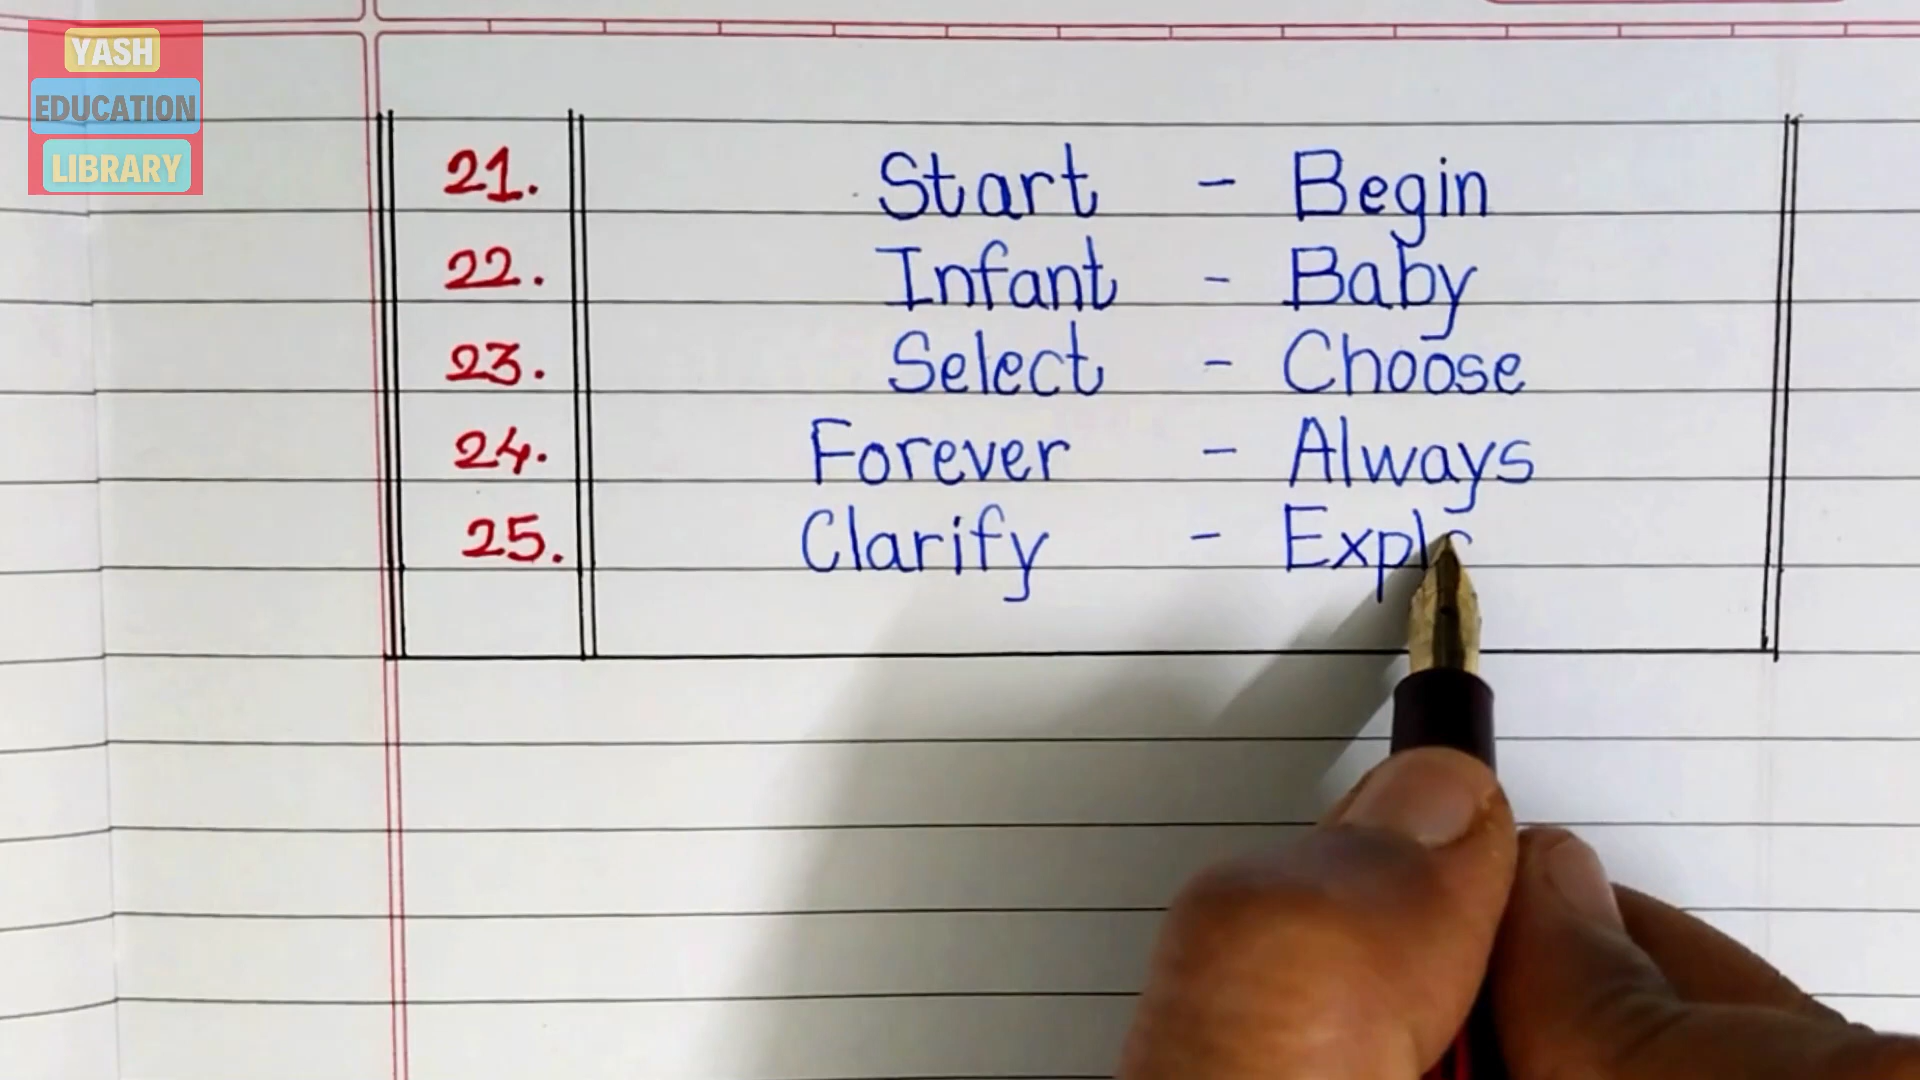 YASH
EDUCATION
LIBRARY
21. Start - Begin
22. Infant - Baby
23. Select - Choose
24. Forever - Always
25. Clarify - Expl